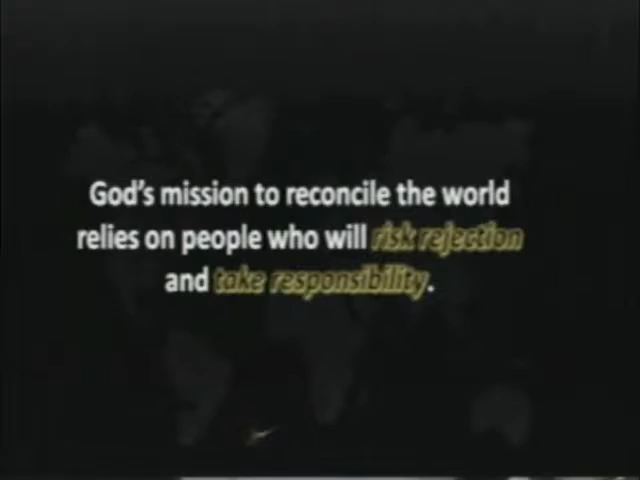 God's mission to reconcile the world
relies on people who will risk rejection
and take responsibility.